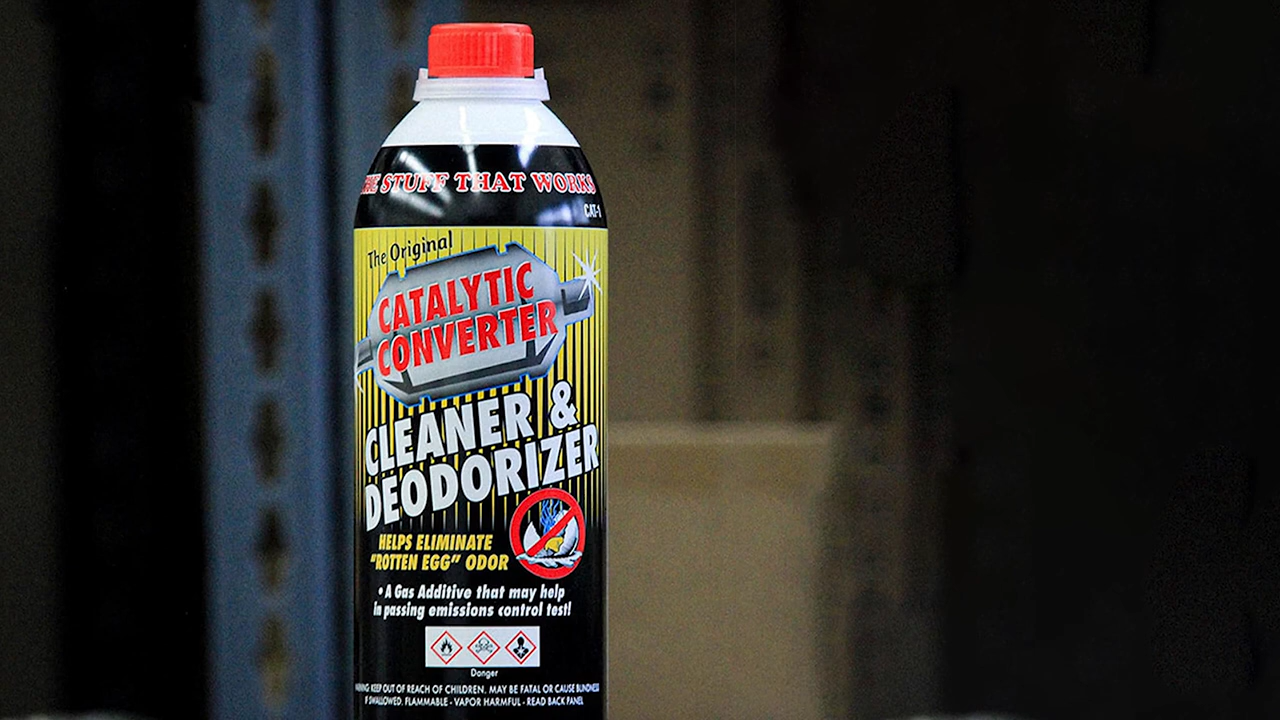 STUFF THAT WORKS
CAT-1
The Original
CATALYTIC
CONVERTER
CLEANER &
DEODORIZER
HELPS ELIMINATE
"ROTTEN EGG" ODOR
• A Gas Additive that may help
in passing emissions control test!
Danger
KEEP OUT OF REACH OF CHILDREN. MAY BE FATAL OR CAUSE BLINDNESS
IF SWALLOWED. FLAMMABLE - VAPOR HARMFUL - READ BACK PANEL